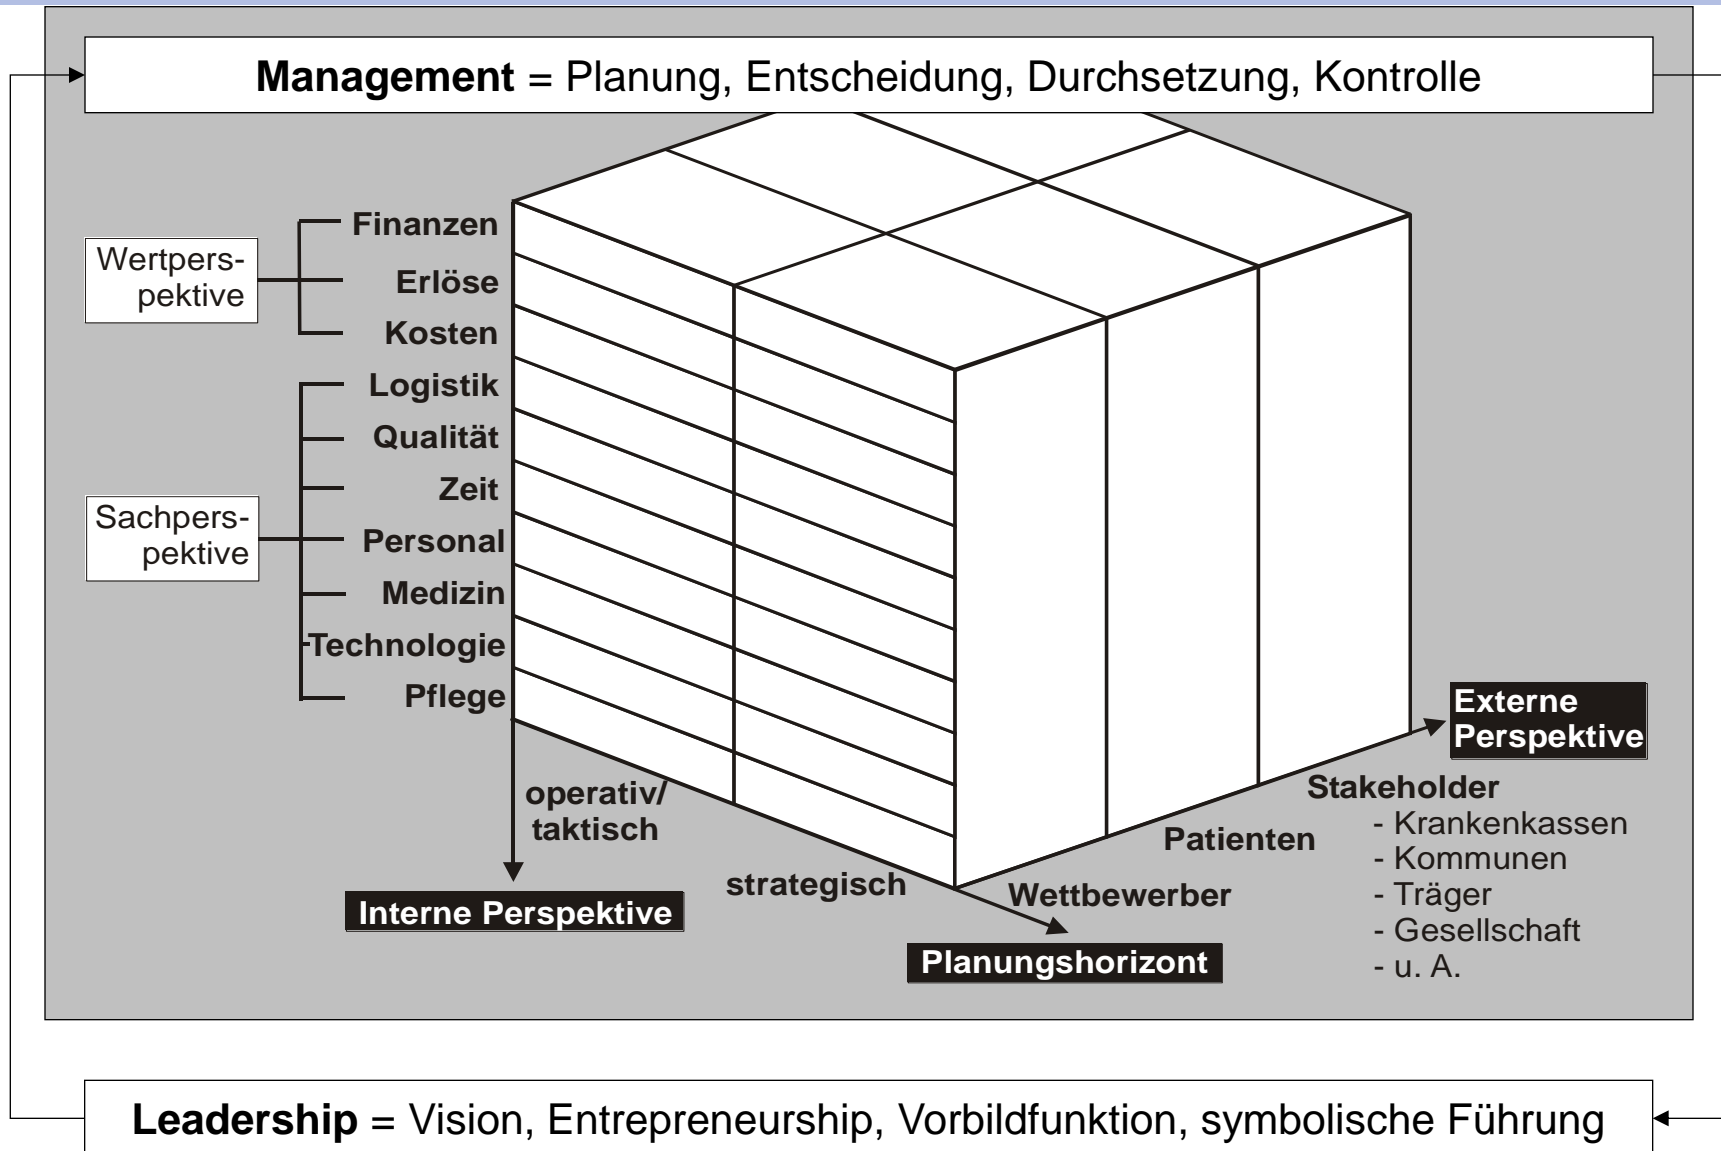 Management = Planung, Entscheidung, Durchsetzung, Kontrolle
Wertpers-
pektive
Finanzen
Erlöse
Kosten
Sachpers-
pektive
Logistik
Qualität
Zeit
Personal
Medizin
Technologie
Pflege
operativ/
taktisch
strategisch
Interne Perspektive
Planungshorizont
Wettbewerber
Patienten
Stakeholder
- Krankenkassen
- Kommunen
- Träger
- Gesellschaft
- u. A.
Externe
Perspektive
Leadership = Vision, Entrepreneurship, Vorbildfunktion, symbolische Führung